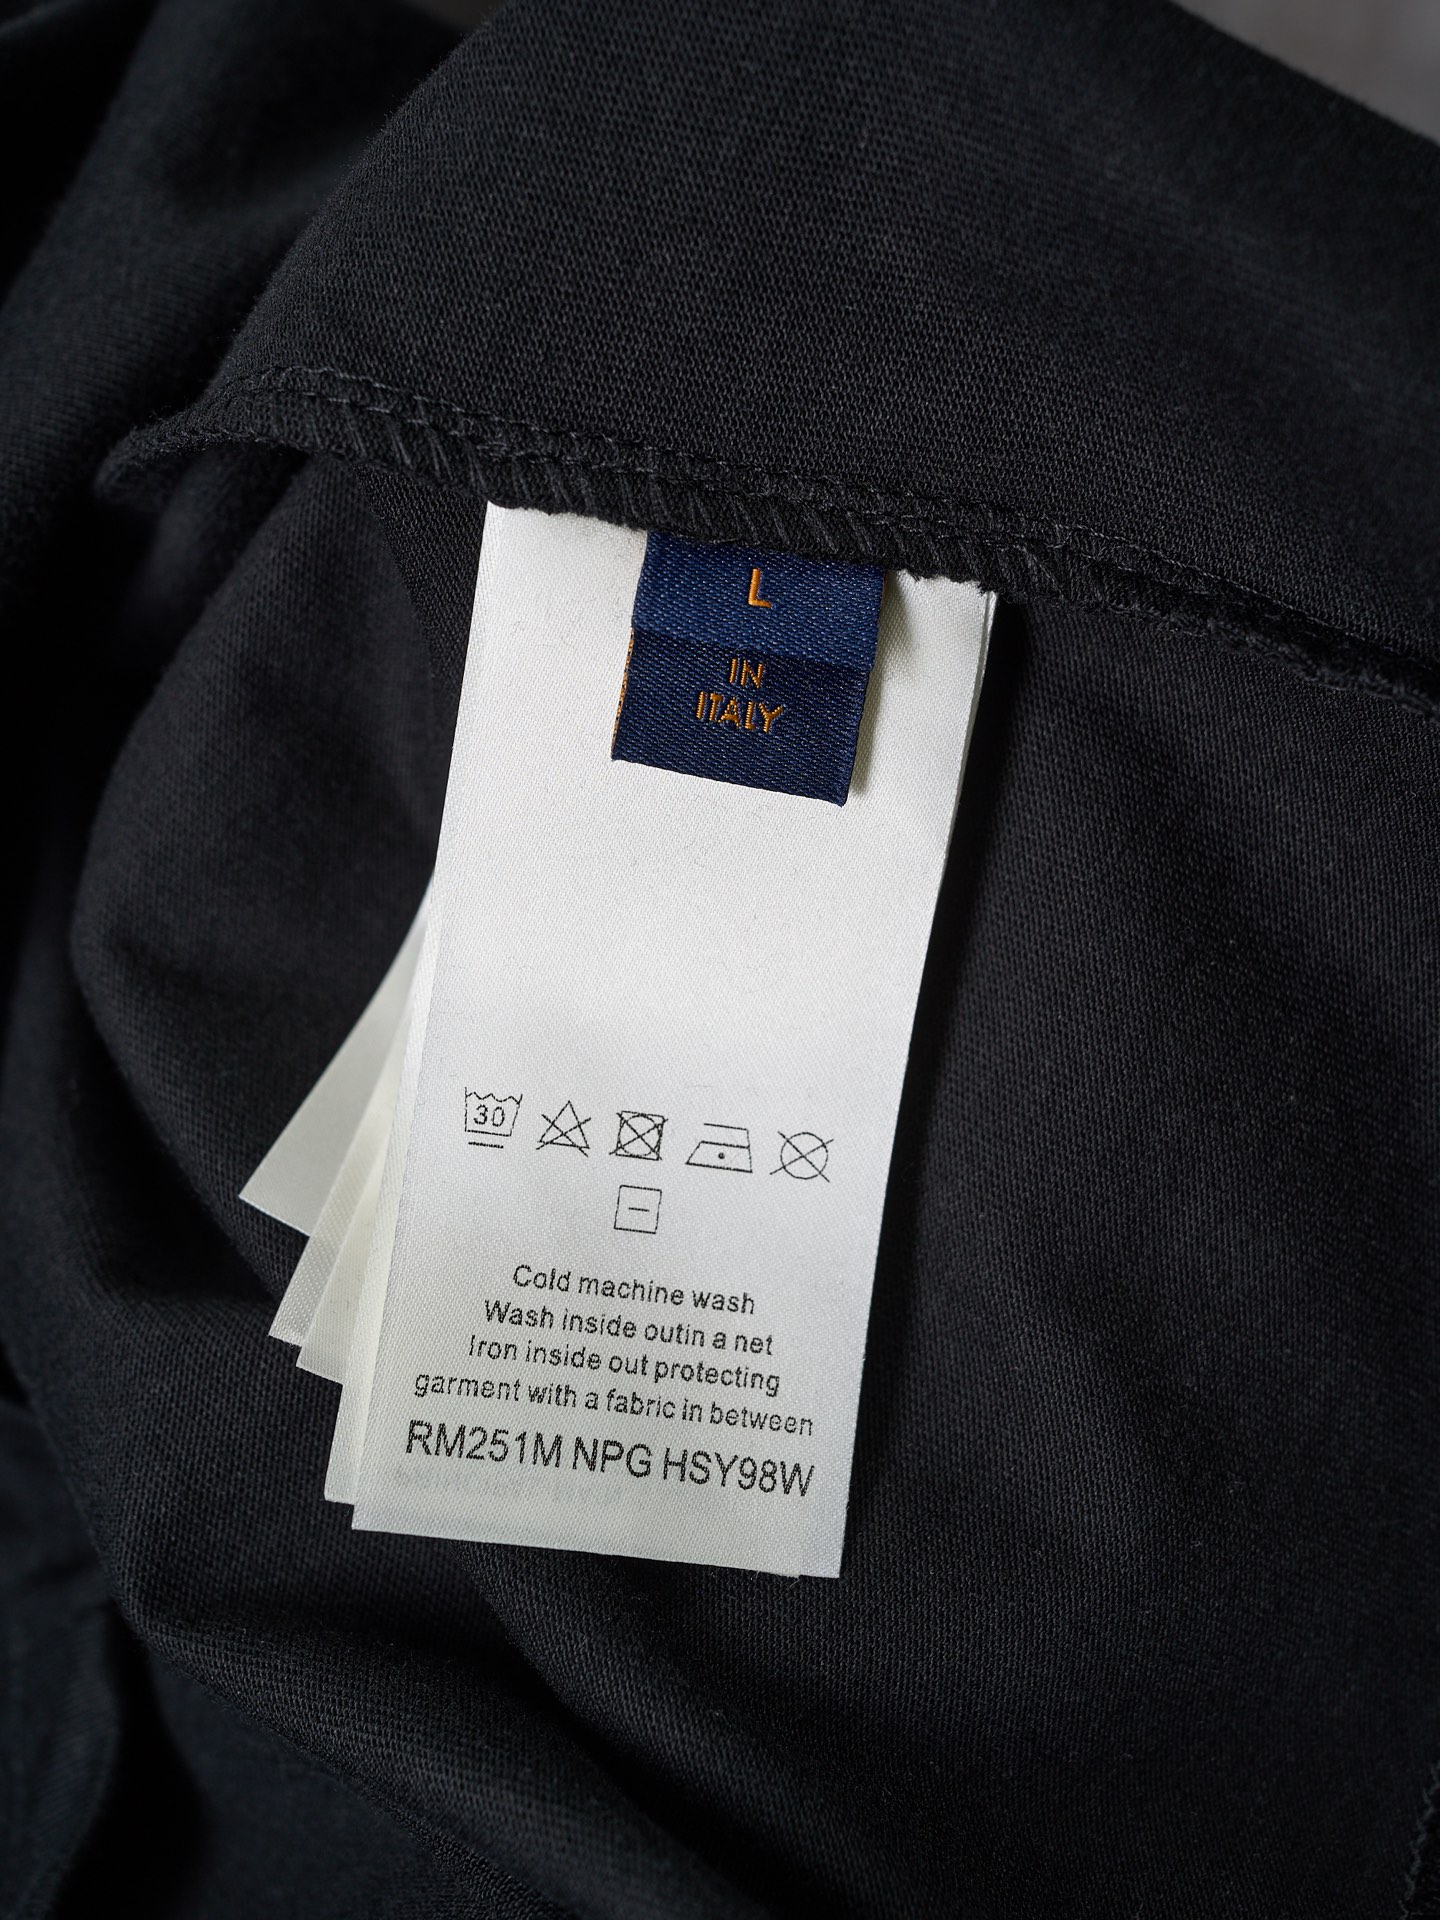 L
IN
ITALY
30
Cold machine wash
Wash inside outin a net
Iron inside out protecting
garment with a fabric in between
RM251M NPG HSY98W